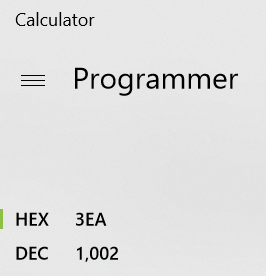 Calculator
Programmer
HEX 3EA
DEC 1,002